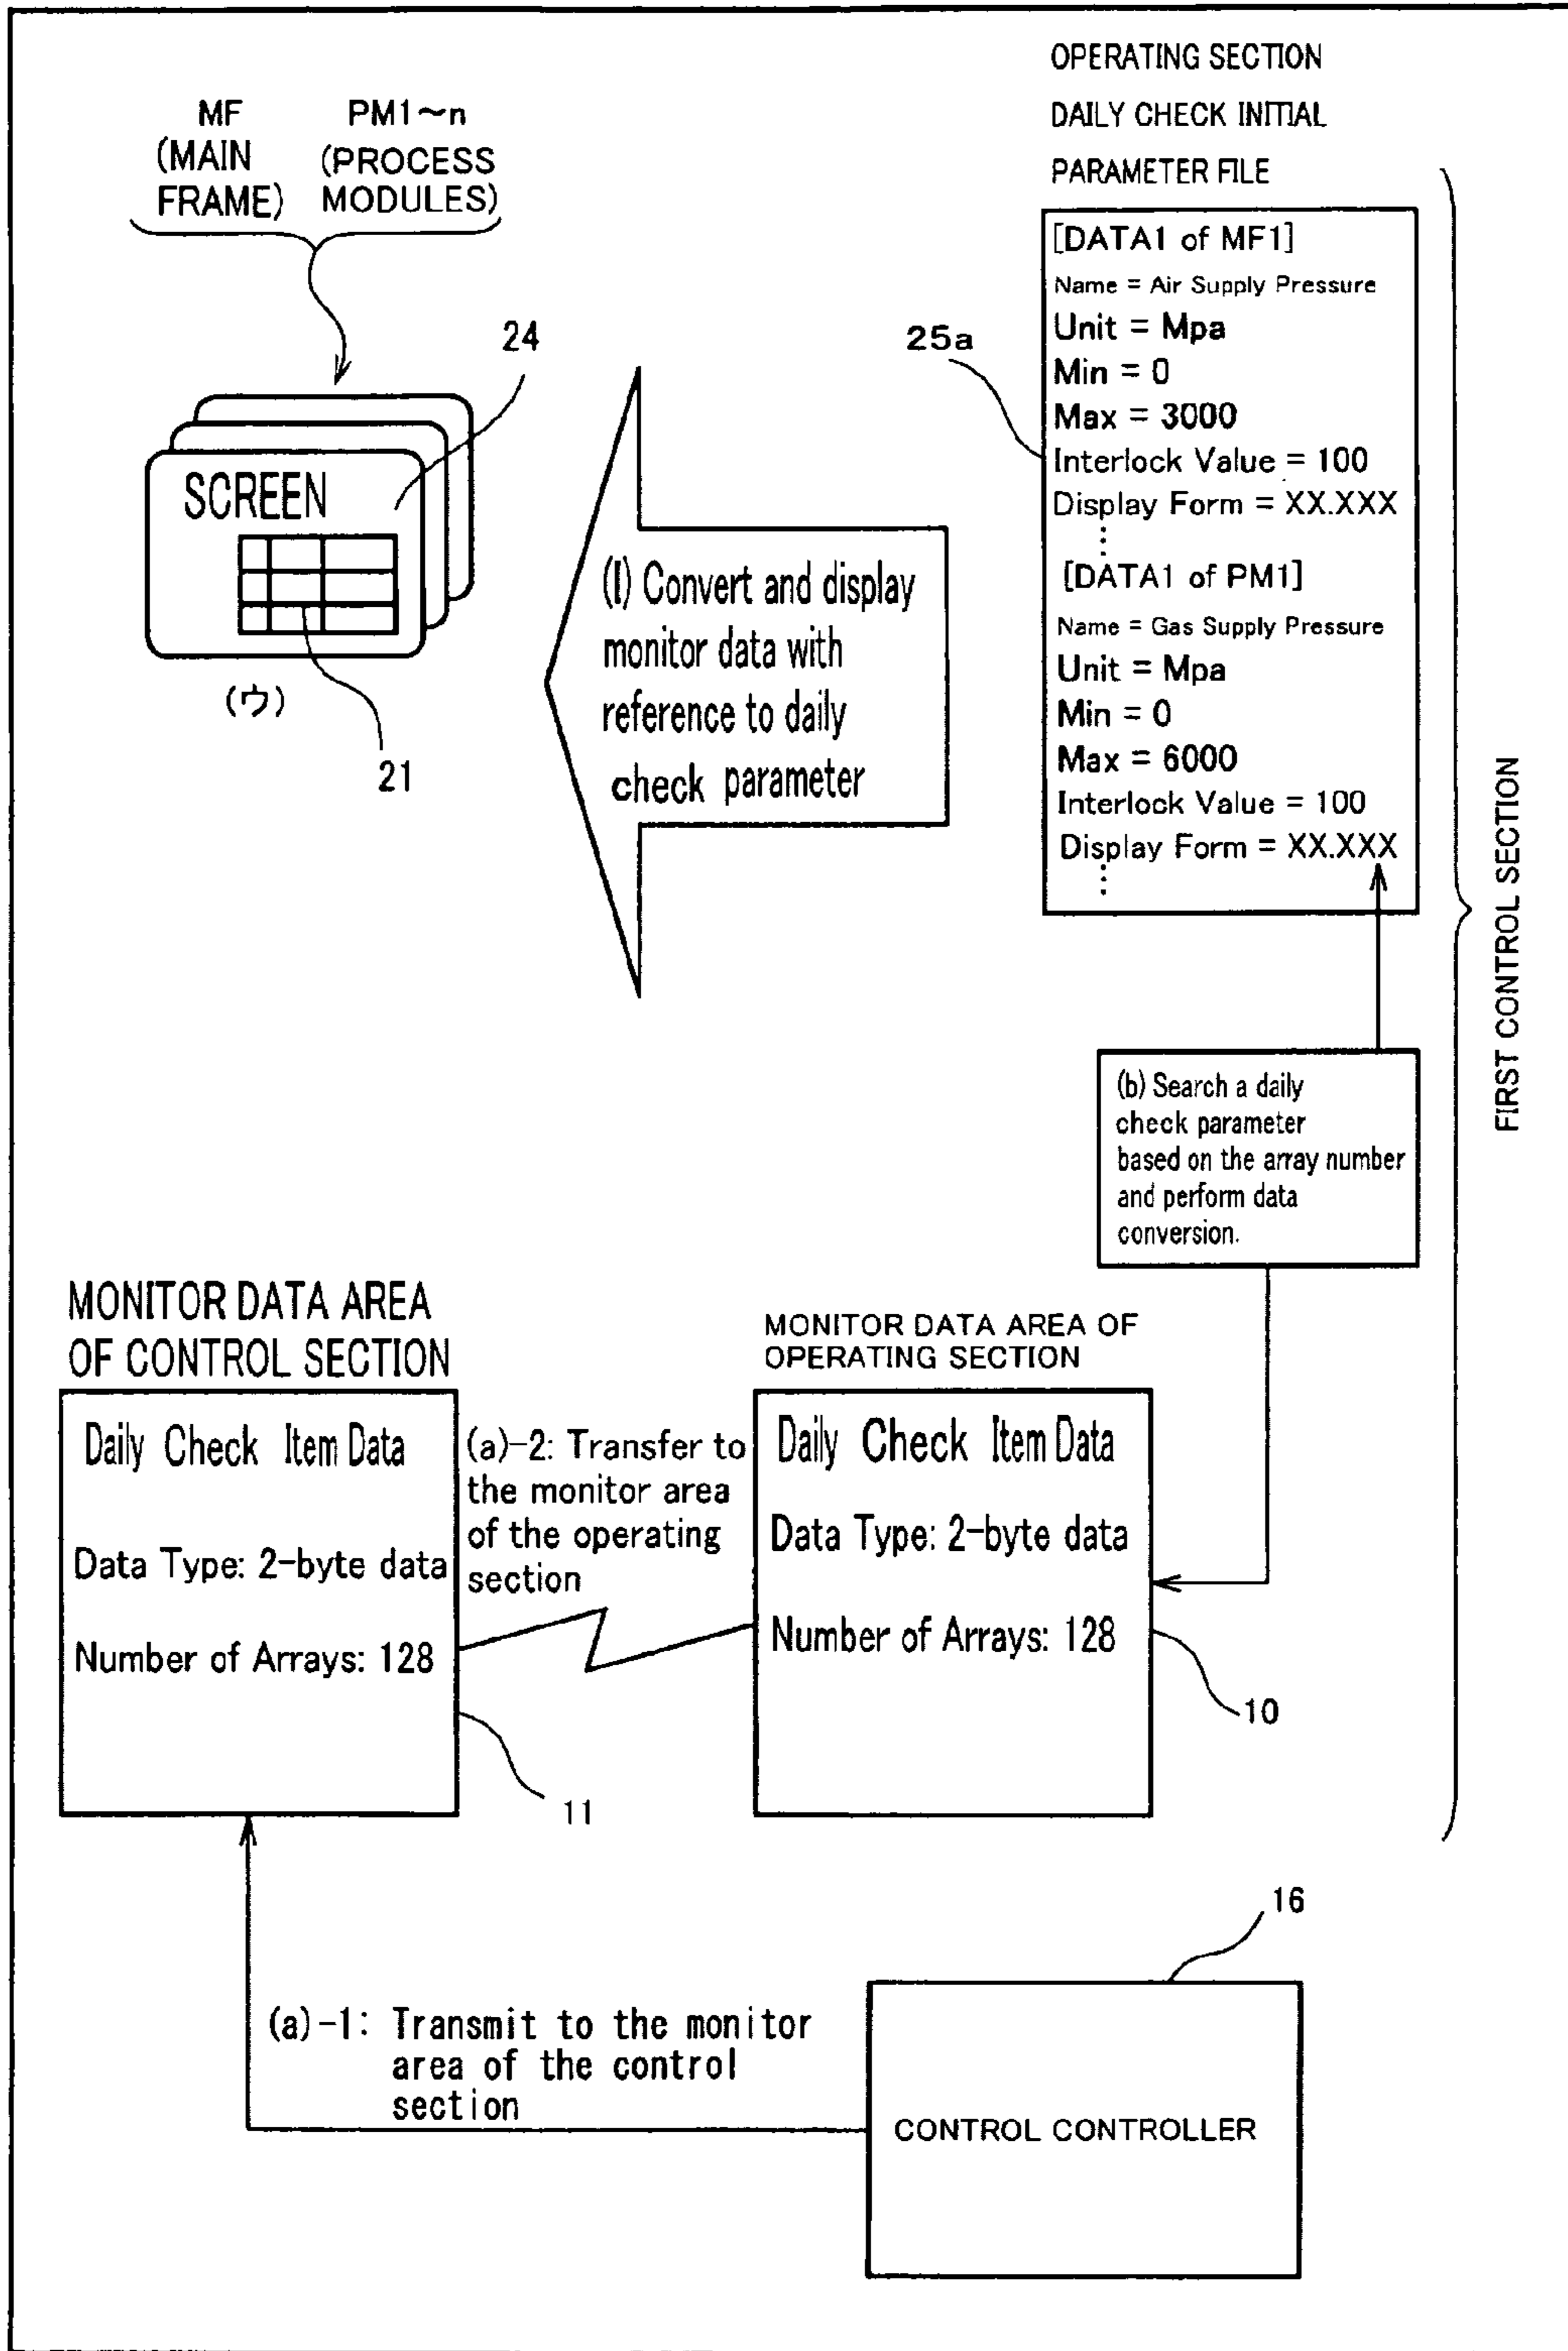 MF
(MAIN
FRAME)
PM1~n
(PROCESS
MODULES)
24
SCREEN
(ウ)
21
OPERATING SECTION
DAILY CHECK INITIAL
PARAMETER FILE
25a
[DATA1 of MF1]
Name = Air Supply Pressure
Unit = Mpa
Min = 0
Max = 3000
Interlock Value = 100
Display Form = XX.XXX
⋮
[DATA1 of PM1]
Name = Gas Supply Pressure
Unit = Mpa
Min = 0
Max = 6000
Interlock Value = 100
Display Form = XX.XXX
⋮
(I) Convert and display
monitor data with
reference to daily
check parameter
FIRST CONTROL SECTION
(b) Search a daily
check parameter
based on the array number
and perform data
conversion.
MONITOR DATA AREA
OF CONTROL SECTION
Daily Check Item Data
Data Type: 2-byte data
Number of Arrays: 128
11
(a)-2: Transfer to
the monitor area
of the operating
section
MONITOR DATA AREA OF
OPERATING SECTION
Daily Check Item Data
Data Type: 2-byte data
Number of Arrays: 128
10
16
(a)-1: Transmit to the monitor
area of the control
section
CONTROL CONTROLLER